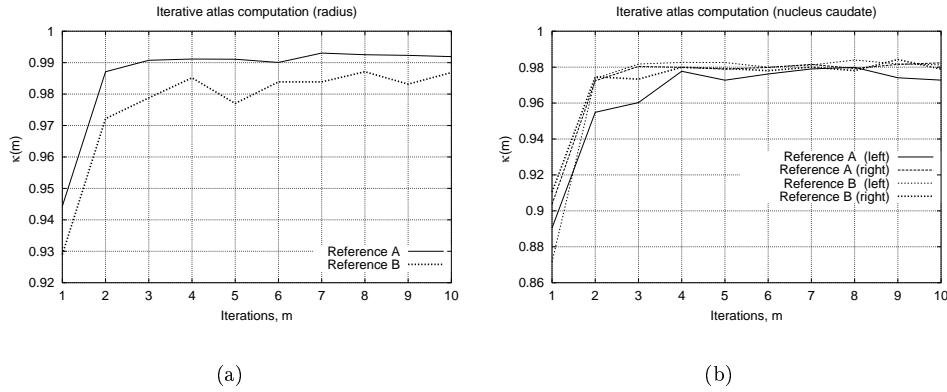 Iterative atlas computation (radius)
1
0.99
0.98
0.97
0.96
0.95
0.94
0.93
0.92
κ(m)
Reference A
Reference B
1 2 3 4 5 6 7 8 9 10
Iterations, m
(a)
Iterative atlas computation (nucleus caudate)
1
0.98
0.96
0.94
0.92
0.9
0.88
0.86
κ(m)
Reference A (left)
Reference A (right)
Reference B (left)
Reference B (right)
1 2 3 4 5 6 7 8 9 10
Iterations, m
(b)